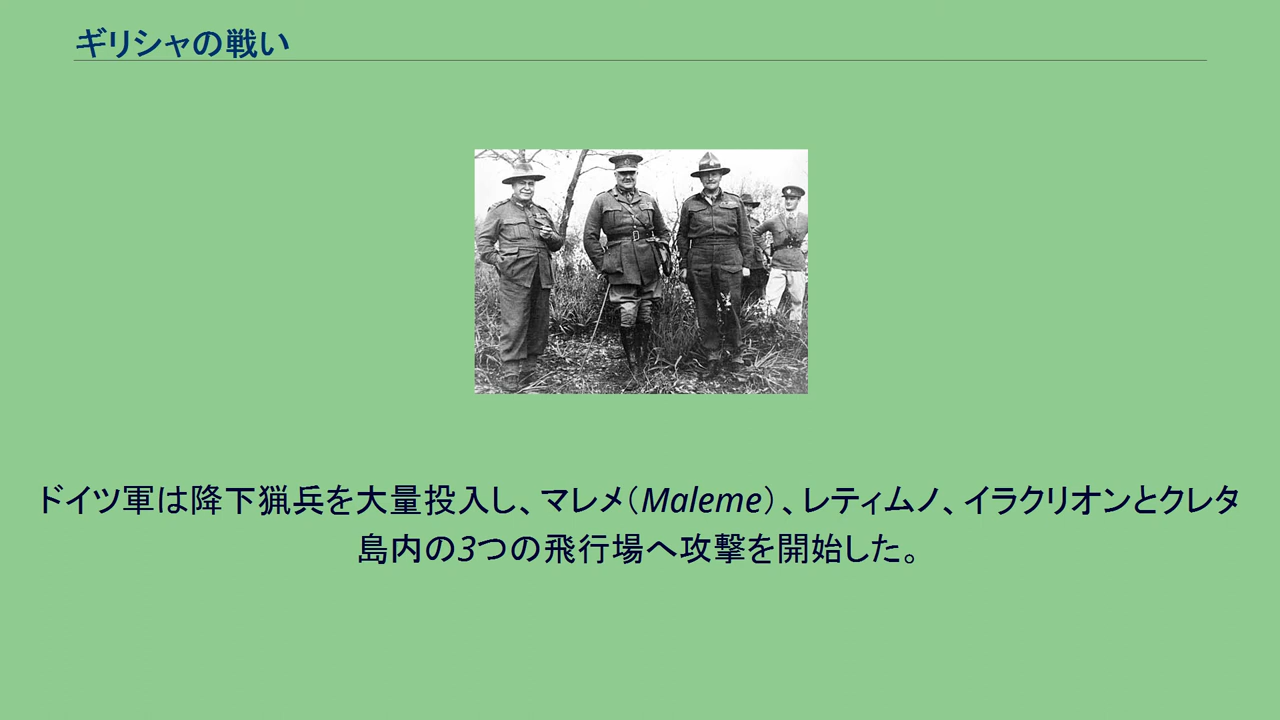 ギリシャの戦い
ドイツ軍は降下猟兵を大量投入し、マレメ(Maleme)、レティムノ、イラクリオンとクレタ
島内の3つの飛行場へ攻撃を開始した。